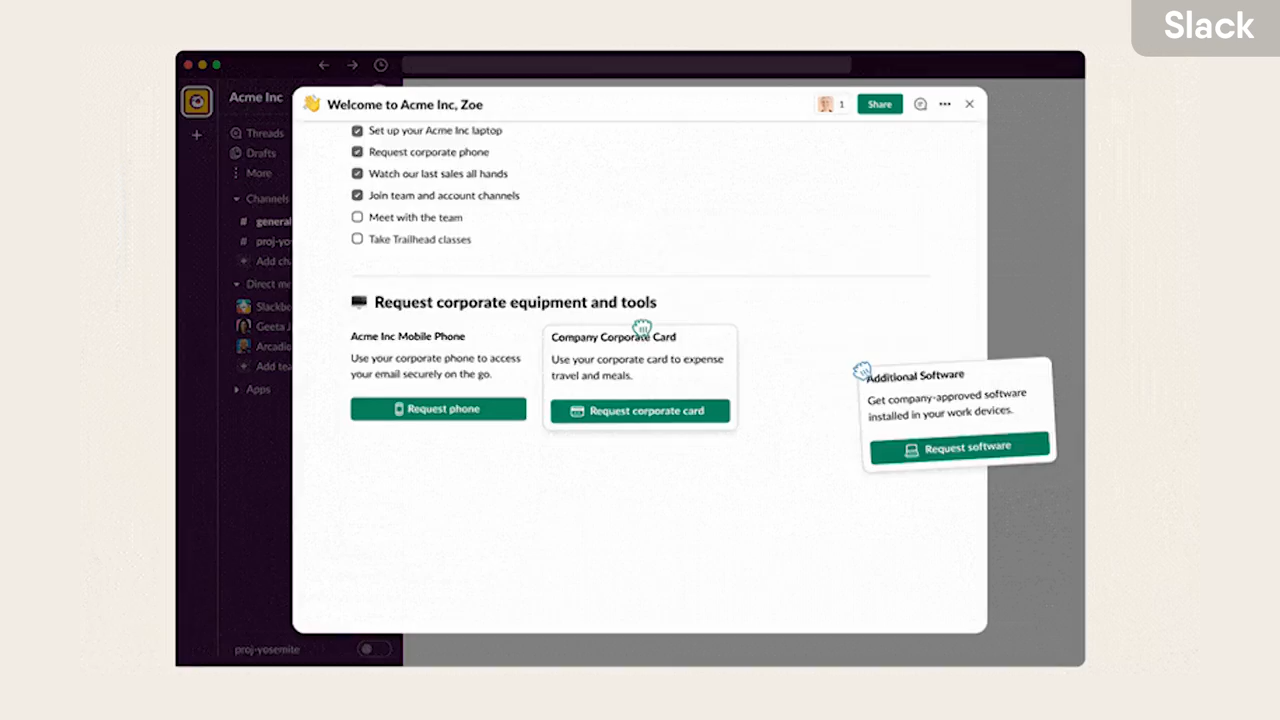 Slack
Acme Inc
Welcome to Acme Inc, Zoe
1
Share
Threads
Drafts
More
Channels
# general
#
Add
Direct
Geeta
Add
Apps
proj-yosemite
Set up your Acme Inc laptop
Request corporate phone
Watch our last sales all hands
Join team and account channels
Meet with the team
Take Trailhead classes
Request corporate equipment and tools
Acme Inc Mobile Phone
Use your corporate phone to access
your email securely on the go.
Request phone
Company Corporate Card
Use your corporate card to expense
travel and meals.
Request corporate card
Additional Software
Get company-approved software
installed in your work devices.
Request software